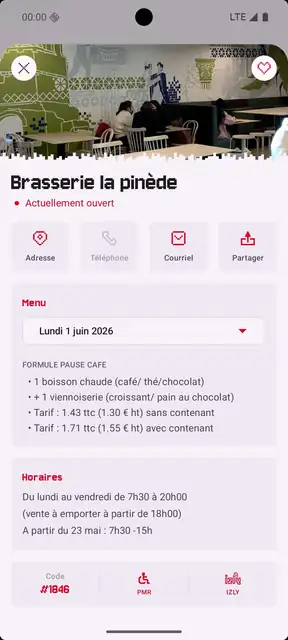 00:00
LTE
Brasserie la pinède
• Actuellement ouvert
Adresse
Téléphone
Courriel
Partager
Menu
Lundi 1 juin 2026
FORMULE PAUSE CAFE
• 1 boisson chaude (café/ thé/chocolat)
• + 1 viennoiserie (croissant/ pain au chocolat)
• Tarif : 1.43 ttc (1.30 € ht) sans contenant
• Tarif : 1.71 ttc (1.55 € ht) avec contenant
Horaires
Du lundi au vendredi de 7h30 à 20h00
(vente à emporter à partir de 18h00)
A partir du 23 mai : 7h30 -15h
Code
#1846
PMR
IZLY